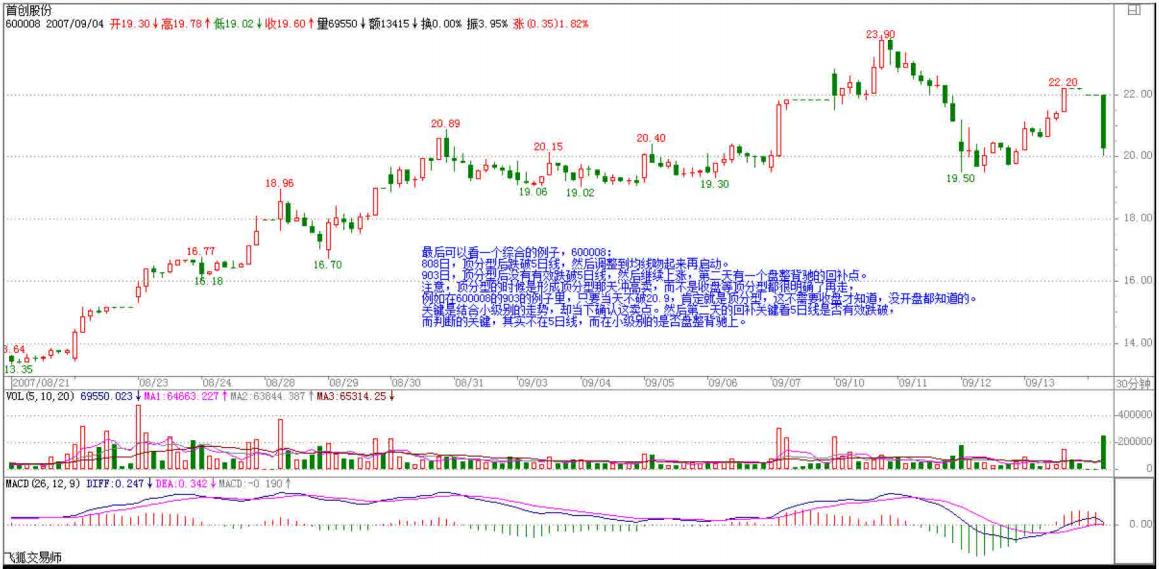 首创股份
600008 2007/09/04 开19.30↓高19.78↑低19.02↓收19.60↑量69550↓额13415↓换0.00% 振3.95% 涨(0.35)1.82%
23.90
22.20
22.00
20.89
20.15
20.40
20.00
19.06
19.02
19.30
19.50
18.96
18.00
16.77
16.70
16.18
16.00
最后可以看一个综合的例子，600008：
808日，顶分型后跌破5日线，然后调整到均线吻起来再启动。
903日，顶分型后没有有效跌破5日线，然后继续上涨，第二天有一个盘整背驰的回补点。
注意，顶分型的时候是形成顶分型那天冲高卖，而不是收盘等顶分型都很明确了再走，
例如在600008的903的例子里，只要当天不破20.9，肯定就是顶分型，这不需要收盘才知道，没开盘都知道的。
关键是结合小级别的走势，却当下确认这卖点。然后第二天的回补关键看5日线是否有效跌破，
而判断的关键，其实不在5日线，而在小级别的是否盘整背驰上。
14.00
3.64
13.35
2007/08/21 08/23 08/24 08/28 08/29 08/30 08/31 09/03 09/04 09/05 09/06 09/07 09/10 09/11 09/12 09/13 30分钟
VOL(5,10,20) 69550.023↓MA1:64863.227↑MA2:63844.387↑MA3:65314.25↓
400000
200000
0
MACD(26,12,9) DIFF:0.247↓DEA:0.342↓MACD:-0.190↑
0.00
飞狐交易师